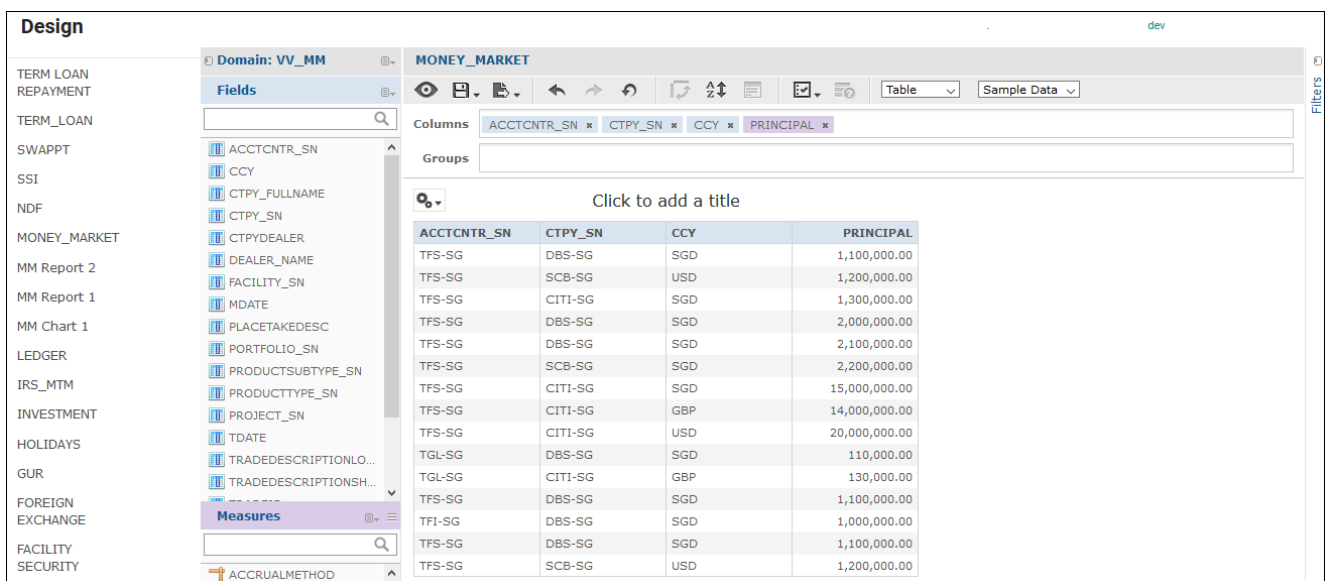 Design
dev
TERM LOAN
REPAYMENT
TERM_LOAN
SWAPPT
SSI
NDF
MONEY_MARKET
MM Report 2
MM Report 1
MM Chart 1
LEDGER
IRS_MTM
INVESTMENT
HOLIDAYS
GUR
FOREIGN
EXCHANGE
FACILITY
SECURITY
Domain: VV_MM
Fields
ACCTCNTR_SN
CCY
CTPY_FULLNAME
CTPY_SN
CTPYDEALER
DEALER_NAME
FACILITY_SN
MDATE
PLACETAKEDESC
PORTFOLIO_SN
PRODUCTSUBTYPE_SN
PRODUCTTYPE_SN
PROJECT_SN
TDATE
TRADEDESCRIPTIONLO...
TRADEDESCRIPTIONSH...
Measures
ACCRUALMETHOD
MONEY_MARKET
Table Sample Data
Columns ACCTCNTR_SN × CTPY_SN × CCY × PRINCIPAL ×
Groups
Click to add a title
ACCTCNTR_SN CTPY_SN CCY PRINCIPAL
TFS-SG DBS-SG SGD 1,100,000.00
TFS-SG SCB-SG USD 1,200,000.00
TFS-SG CITI-SG SGD 1,300,000.00
TFS-SG DBS-SG SGD 2,000,000.00
TFS-SG DBS-SG SGD 2,100,000.00
TFS-SG SCB-SG SGD 2,200,000.00
TFS-SG CITI-SG SGD 15,000,000.00
TFS-SG CITI-SG GBP 14,000,000.00
TFS-SG CITI-SG USD 20,000,000.00
TGL-SG DBS-SG SGD 110,000.00
TGL-SG CITI-SG GBP 130,000.00
TFS-SG DBS-SG SGD 1,100,000.00
TFI-SG DBS-SG SGD 1,000,000.00
TFS-SG DBS-SG SGD 1,100,000.00
TFS-SG SCB-SG USD 1,200,000.00
Filters